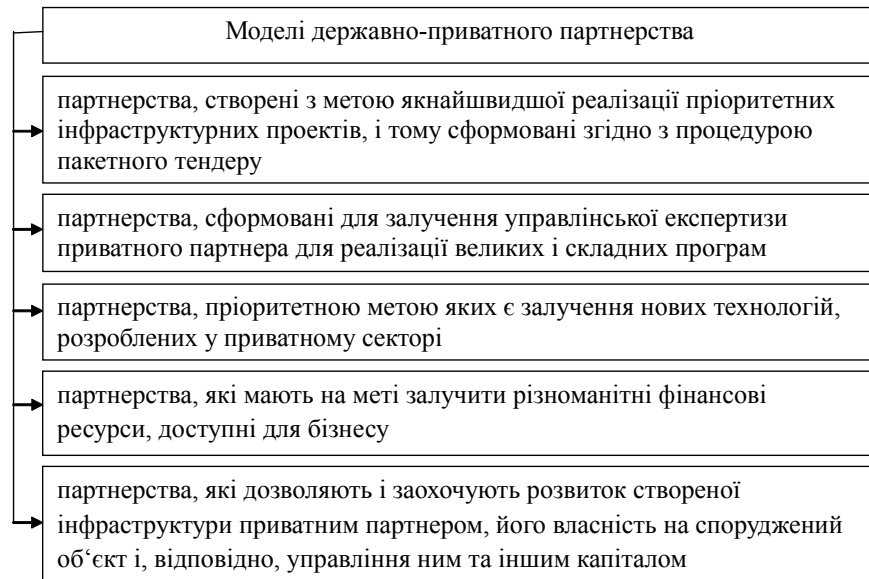 Моделі державно-приватного партнерства
партнерства, створені з метою якнайшвидшої реалізації пріоритетних
інфраструктурних проектів, і тому сформовані згідно з процедурою
пакетного тендеру
партнерства, сформовані для залучення управлінської експертизи
приватного партнера для реалізації великих і складних програм
партнерства, пріоритетною метою яких є залучення нових технологій,
розроблених у приватному секторі
партнерства, які мають на меті залучити різноманітні фінансові
ресурси, доступні для бізнесу
партнерства, які дозволяють і заохочують розвиток створеної
інфраструктури приватним партнером, його власність на споруджений
об‘єкт і, відповідно, управління ним та іншим капіталом